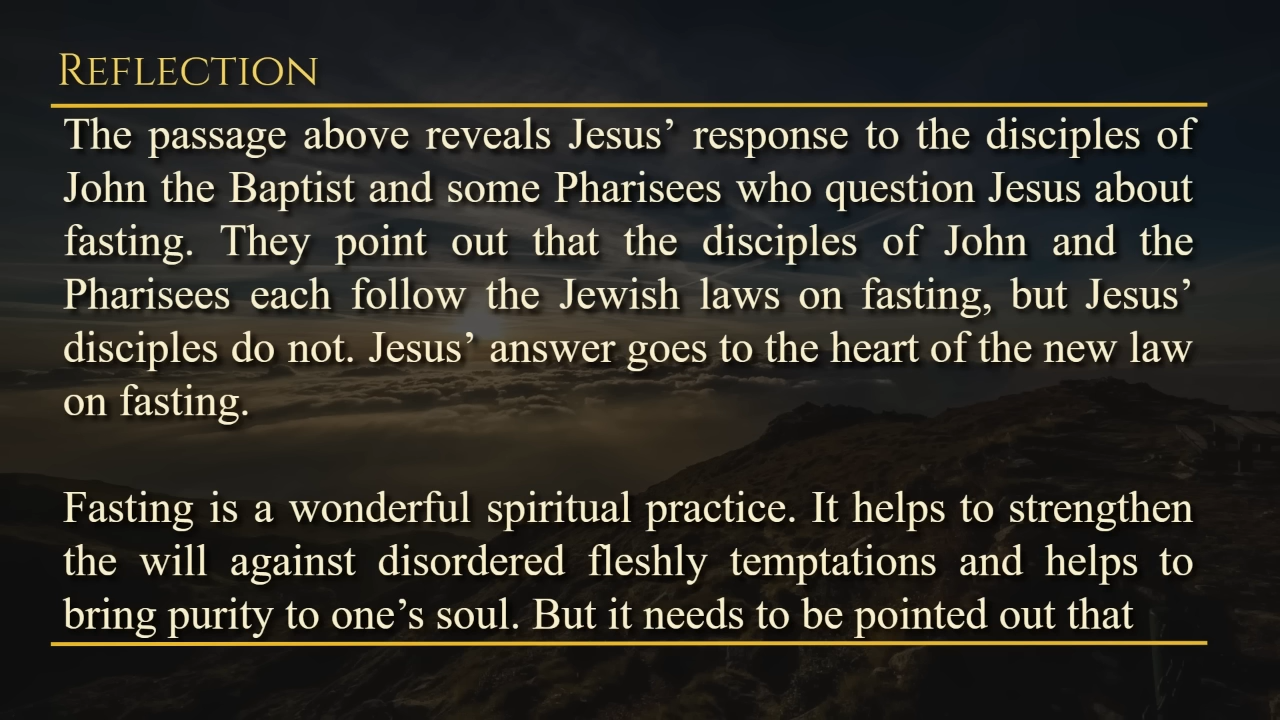 Reflection
The passage above reveals Jesus’ response to the disciples of
John the Baptist and some Pharisees who question Jesus about
fasting. They point out that the disciples of John and the
Pharisees each follow the Jewish laws on fasting, but Jesus’
disciples do not. Jesus’ answer goes to the heart of the new law
on fasting.
Fasting is a wonderful spiritual practice. It helps to strengthen
the will against disordered fleshly temptations and helps to
bring purity to one’s soul. But it needs to be pointed out that